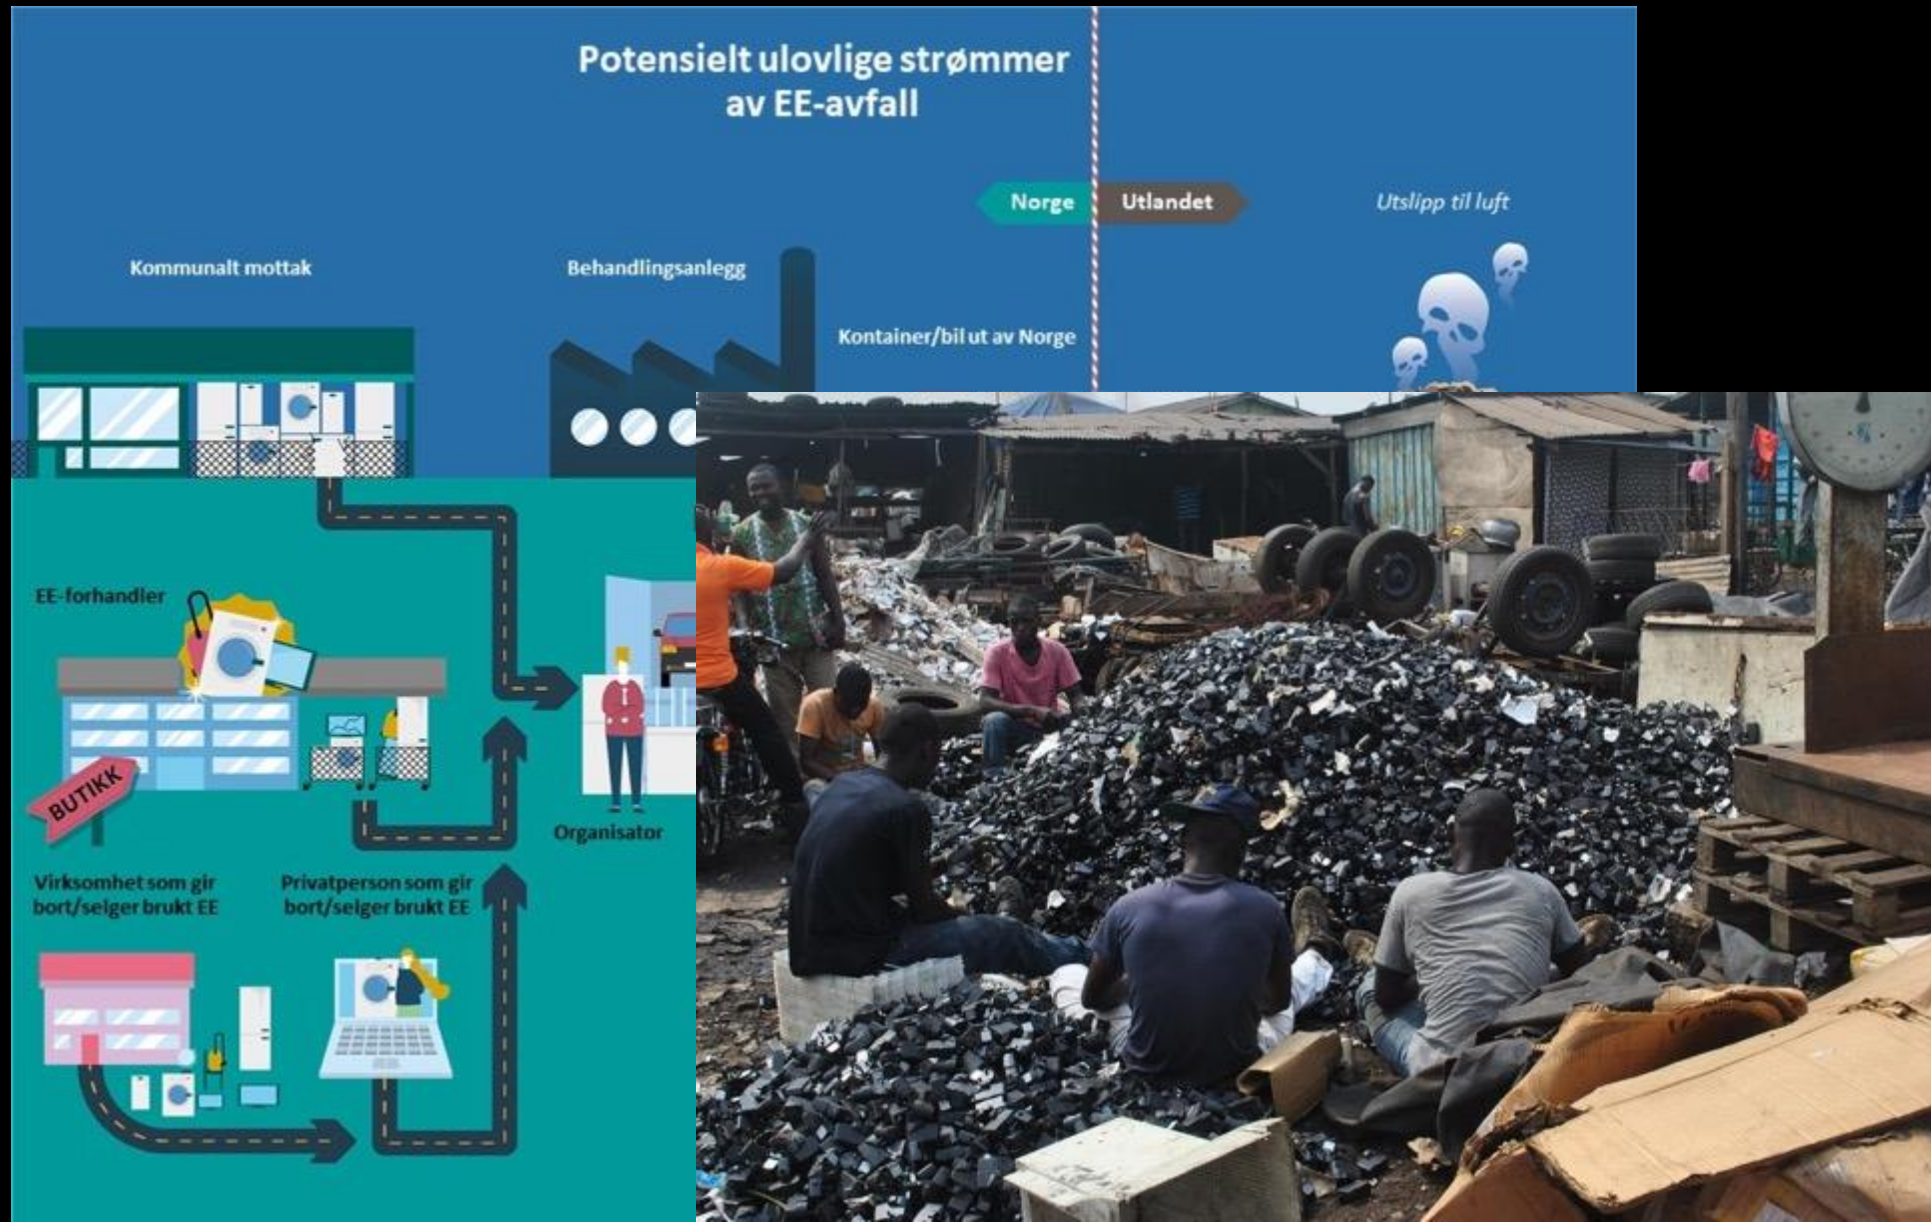 Potensielt ulovlige strømmer
av EE-avfall
Norge
Utlandet
Utslipp til luft
Kommunalt mottak
Behandlingsanlegg
Kontainer/bil ut av Norge
EE-forhandler
BUTIKK
Organisator
Virksomhet som gir
bort/selger brukt EE
Privatperson som gir
bort/selger brukt EE